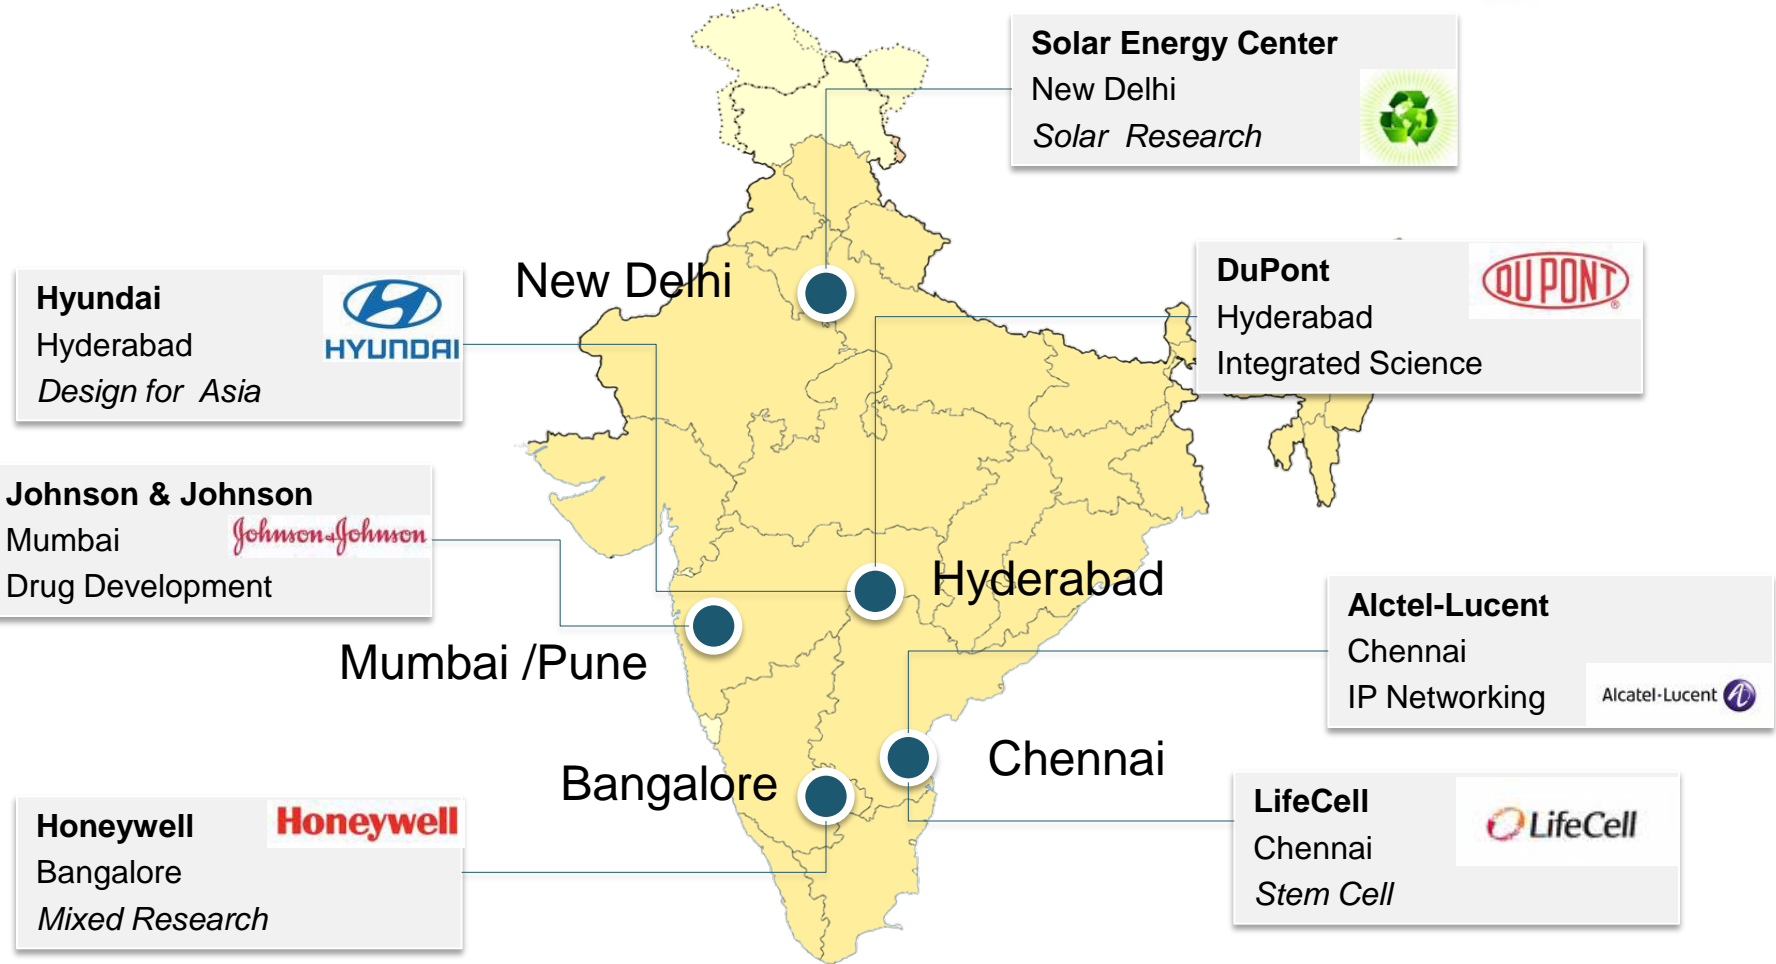 Solar Energy Center
New Delhi
Solar Research
New Delhi
Hyundai
Hyderabad
Design for Asia
HYUNDAI
DuPont
Hyderabad
Integrated Science
DU PONT
®
Johnson & Johnson
Mumbai
Drug Development
Johnson & Johnson
Hyderabad
Mumbai /Pune
Alctel-Lucent
Chennai
IP Networking
Alcatel·Lucent
Chennai
Bangalore
LifeCell
Chennai
Stem Cell
LifeCell
Honeywell
Bangalore
Mixed Research
Honeywell